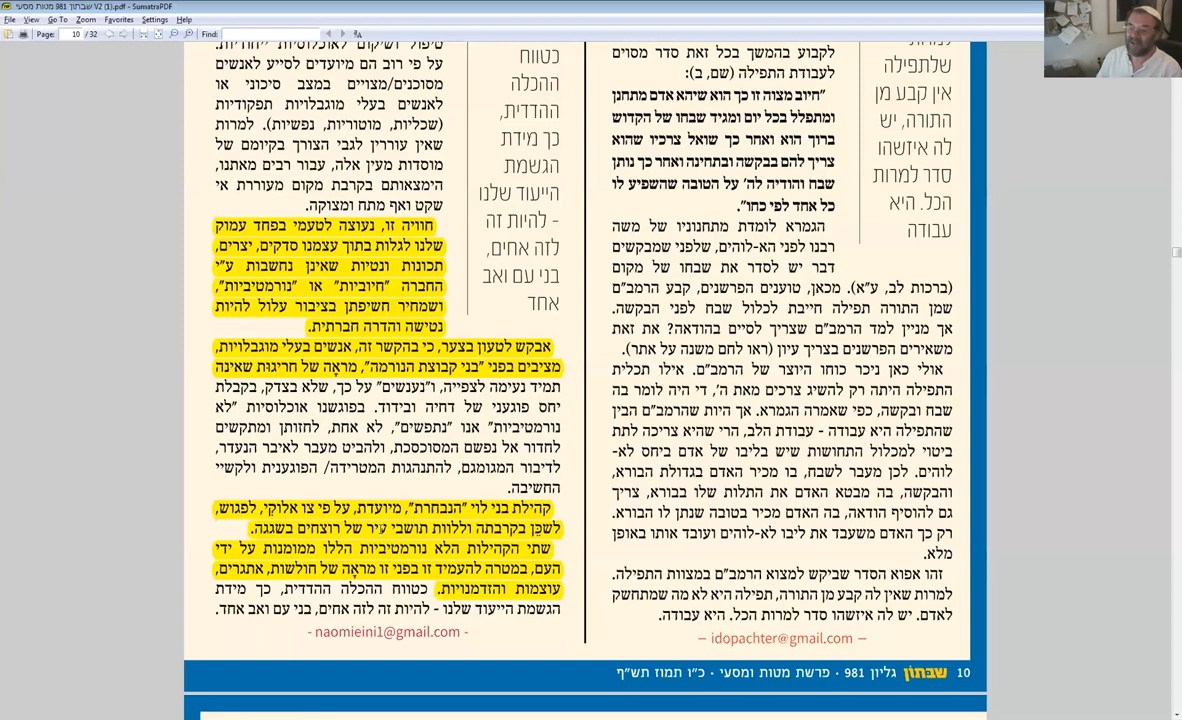 שבתון 981 מטות מסעי V2 (1).pdf - SumatraPDF
File View Go To Zoom Favorites Settings Help
Page: 10 / 32 Find:
שלתפילה
אין קבע מן
התורה, יש
לה איזשהו
סדר למרות
הכל. היא
עבודה
לקבוע בהמשך בכל זאת סדר מסוים
לעבודת התפילה (שם, ב):
"חיוב מצוה זו כך הוא שיהא אדם מתחנן
ומתפלל בכל יום ומגיד שבחו של הקדוש
ברוך הוא ואחר כך שואל צרכיו שהוא
צריך להם בבקשה ובתחינה ואחר כך נותן
שבח והודיה לה' על הטובה שהשפיע לו
כל אחד לפי כחו".
הגמרא לומדת מתחנוניו של משה
רבנו לפני הא-לוהים, שלפני שמבקשים
דבר יש לסדר את שבחו של מקום
(ברכות לב, ע"א). מכאן, טוענים הפרשנים, קבע הרמב"ם
שמן התורה תפילה חייבת לכלול שבח לפני הבקשה.
אך מניין למד הרמב"ם שצריך לסיים בהודאה? את זאת
משאירים הפרשנים בצריך עיון (ראו לחם משנה על אתר).
אולי כאן ניכר כוחו היוצר של הרמב"ם. אילו תכלית
התפילה היתה רק להשיג צרכים מאת ה', די היה לומר בה
שבח ובקשה, כפי שאמרה הגמרא. אך היות שהרמב"ם הבין
שהתפילה היא עבודה - עבודת הלב, הרי שהיא צריכה לתת
ביטוי למכלול התחושות שיש בליבו של אדם ביחס לא-
לוהים. לכן מעבר לשבח, בו מכיר האדם בגדולת הבורא,
והבקשה, בה מבטא האדם את התלות שלו בבורא, צריך
גם להוסיף הודאה, בה האדם מכיר בטובה שנתן לו הבורא.
רק כך האדם משעבד את ליבו לא-לוהים ועובד אותו באופן
מלא.
זהו אפוא הסדר שביקש למצוא הרמב"ם במצוות התפילה.
למרות שאין לה קבע מן התורה, תפילה היא לא מה שמתחשק
לאדם. יש לה איזשהו סדר למרות הכל. היא עבודה.
– idopachter@gmail.com –
כטווח
ההכלה
ההדדית,
כך מידת
הגשמת
הייעוד שלנו
- להיות זה
לזה אחים,
בני עם ואב
אחד
טיפול ושיקום לאוכלוסיות ייחודיות.
על פי רוב הם מיועדים לסייע לאנשים
מסוכנים/מצויים במצב סיכוני או
לאנשים בעלי מוגבלויות תפקודיות
(שכליות, מוטוריות, נפשיות). למרות
שאין עוררין לגבי הצורך בקיומם של
מוסדות מעין אלה, עבור רבים מאתנו,
הימצאותם בקרבת מקום מעוררת אי
שקט ואף מתח ומצוקה.
חוויה זו, נעוצה לטעמי בפחד עמוק
שלנו לגלות בתוך עצמנו סדקים, יצרים,
תכונות ונטיות שאינן נחשבות ע"י
החברה "חיוביות" או "נורמטיביות",
ושמחיר חשיפתן בציבור עלול להיות
נטישה והדרה חברתית.
אבקש לטעון בצער, כי בהקשר זה, אנשים בעלי מוגבלויות,
מציבים בפני "בני קבוצת הנורמה", מראָה של חריגוּת שאינה
תמיד נעימה לצפייה, ו"נענשים" על כך, שלא בצדק, בקבלת
יחס פוגעני של דחיה ובידוד. בפוגשנו אוכלוסיות "לא
נורמטיביות" אנו "נתפשים", לא אחת, לחזותן ומתקשים
לחדור אל נפשם המסוכסכת, ולהביט מעבר לאיבר הנעדר,
לדיבור המגומגם, להתנהגות המטרידה/ הפוגענית ולקשיי
החשיבה.
קהילת בני לוי "הנבחרת", מיועדת, על פי צו אלוקי, לפגוש,
לשכֵּן בקרבתה וללוות תושבי עיר של רוצחים בשגגה.
שתי הקהילות הלא נורמטיביות הללו ממומנות על ידי
העם, במטרה להעמיד זו בפני זו מראָה של חולשות, אתגרים,
עוצמות והזדמנויות. כטווח ההכלה ההדדית, כך מידת
הגשמת הייעוד שלנו - להיות זה לזה אחים, בני עם ואב אחד.
- naomieini1@gmail.com -
10 שבתון גליון 981 · פרשת מטות ומסעי · כ"ו תמוז תש"ף